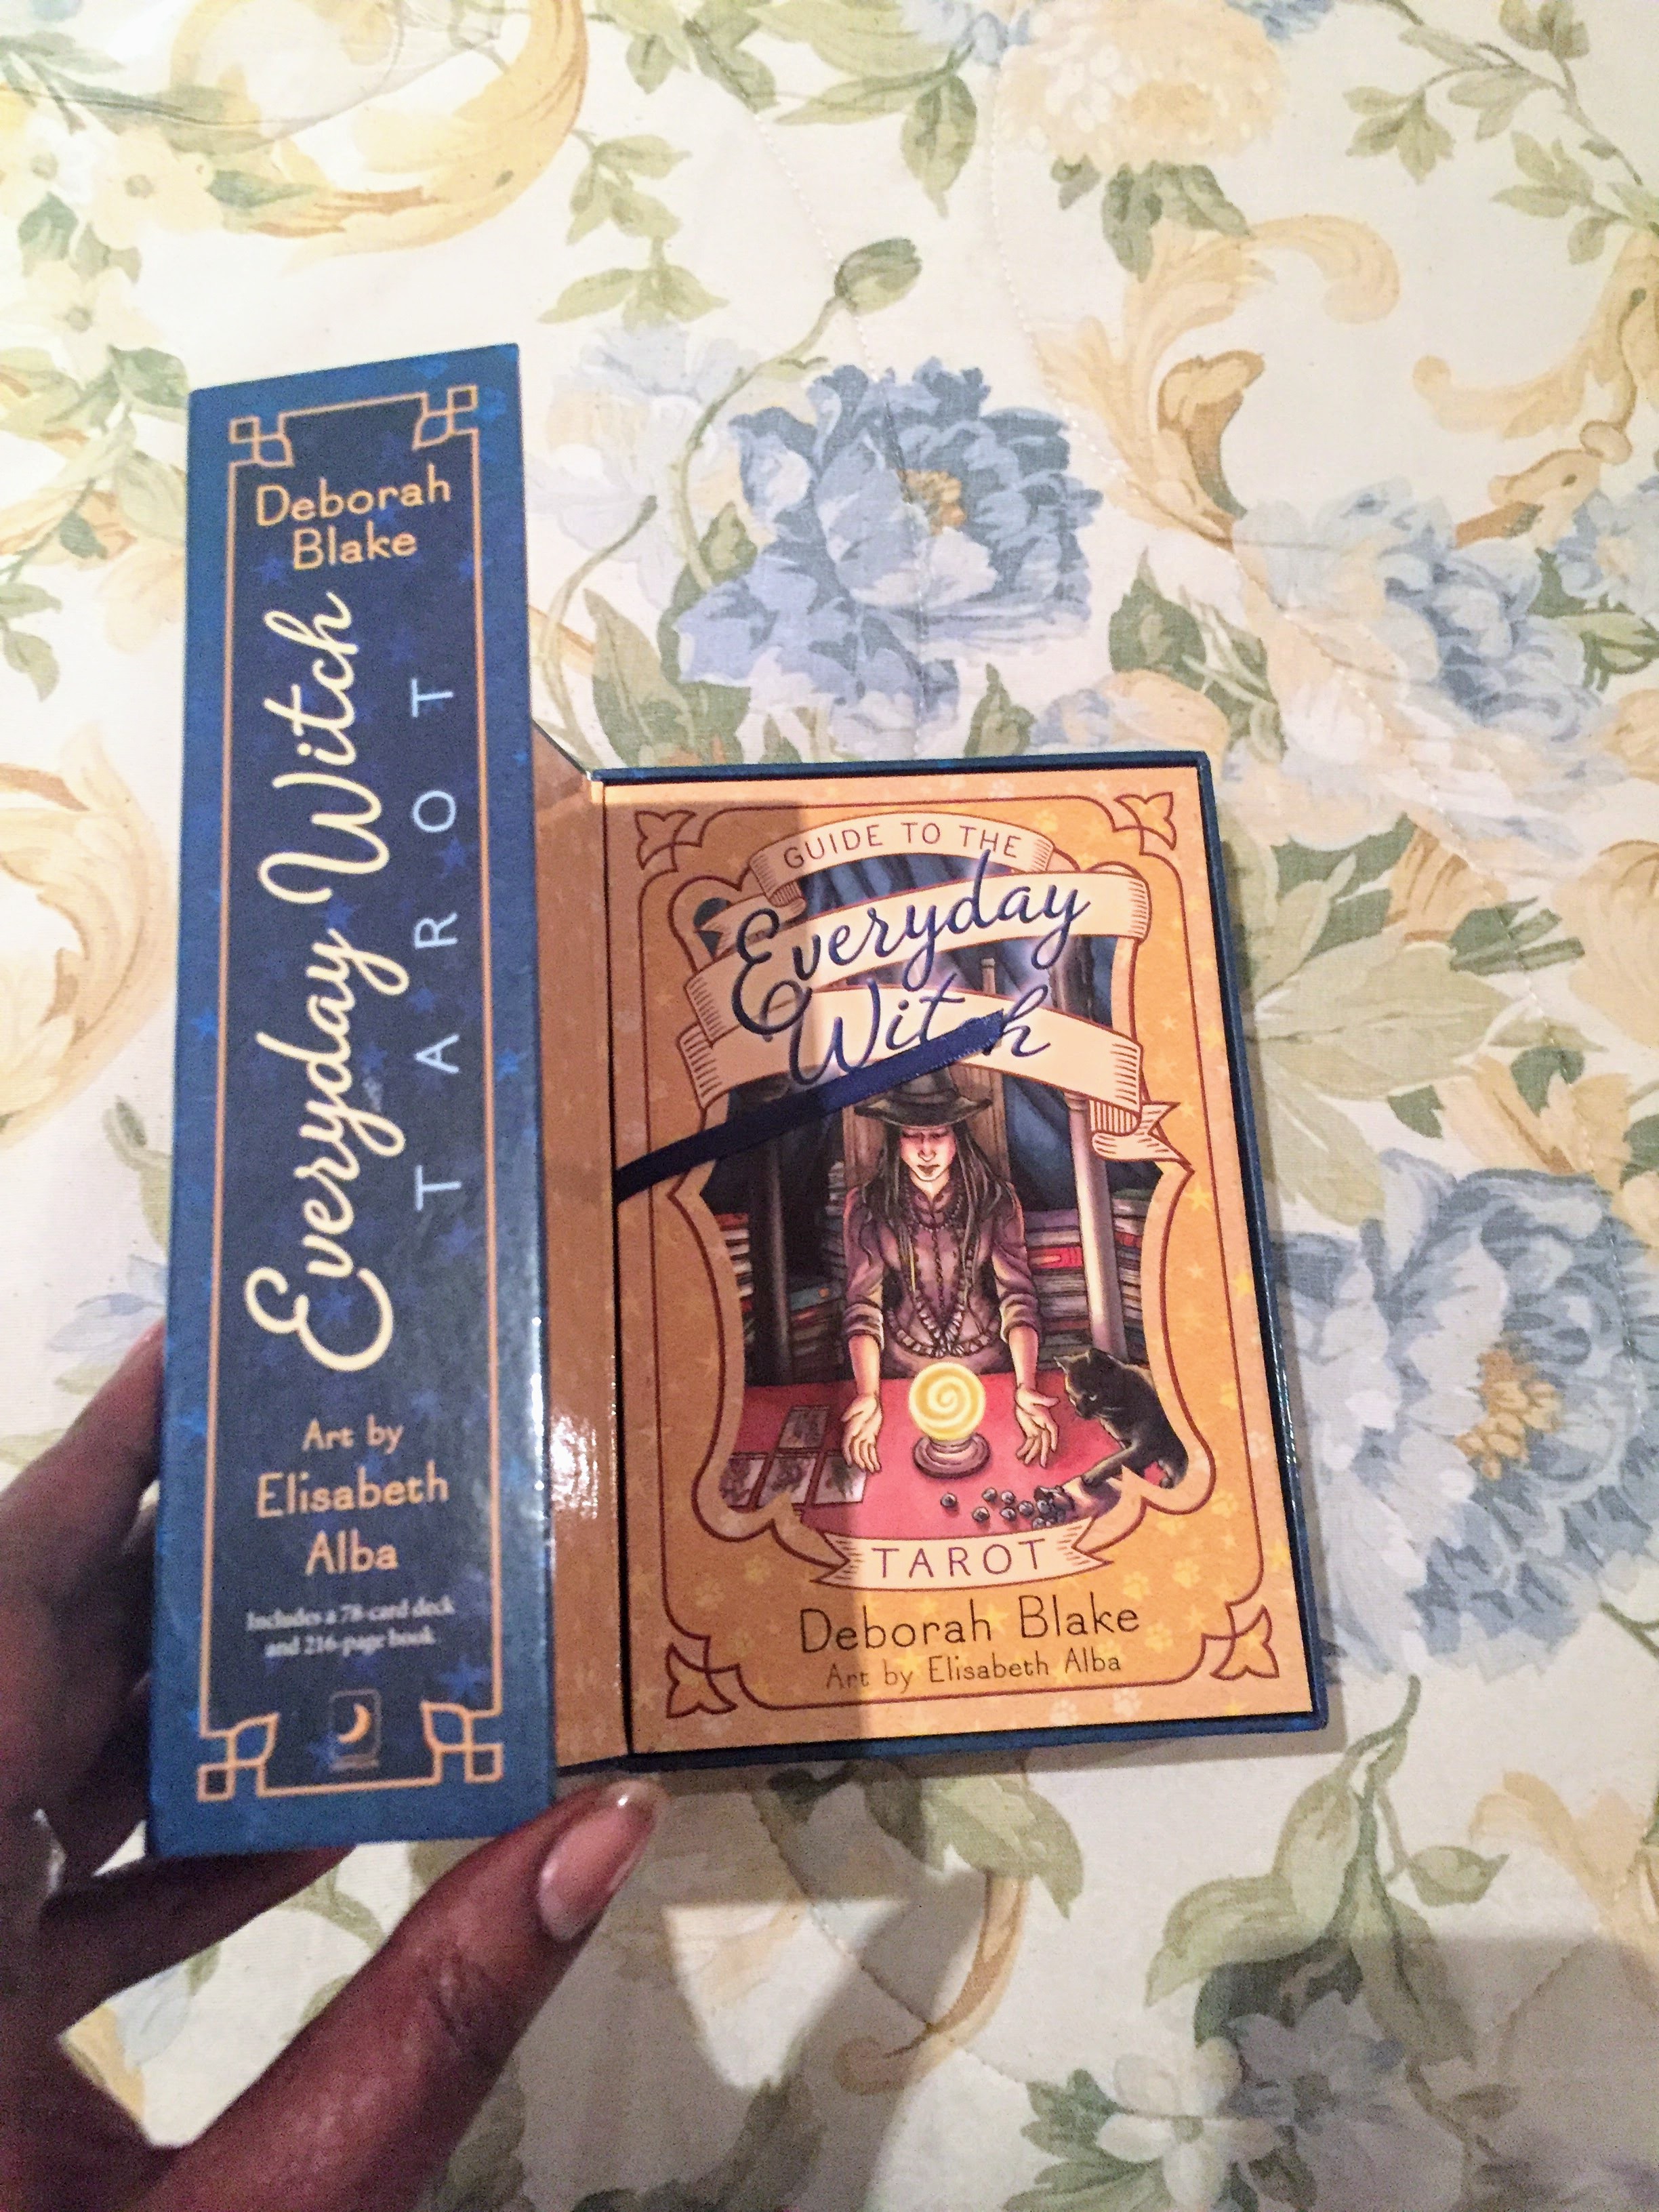 Deborah
Blake
Everyday Witch
TAROT
Art by
Elisabeth
Alba
Includes a 78-card deck
and 216-page book
GUIDE TO THE
Everyday
Witch
TAROT
Deborah Blake
Art by Elisabeth Alba